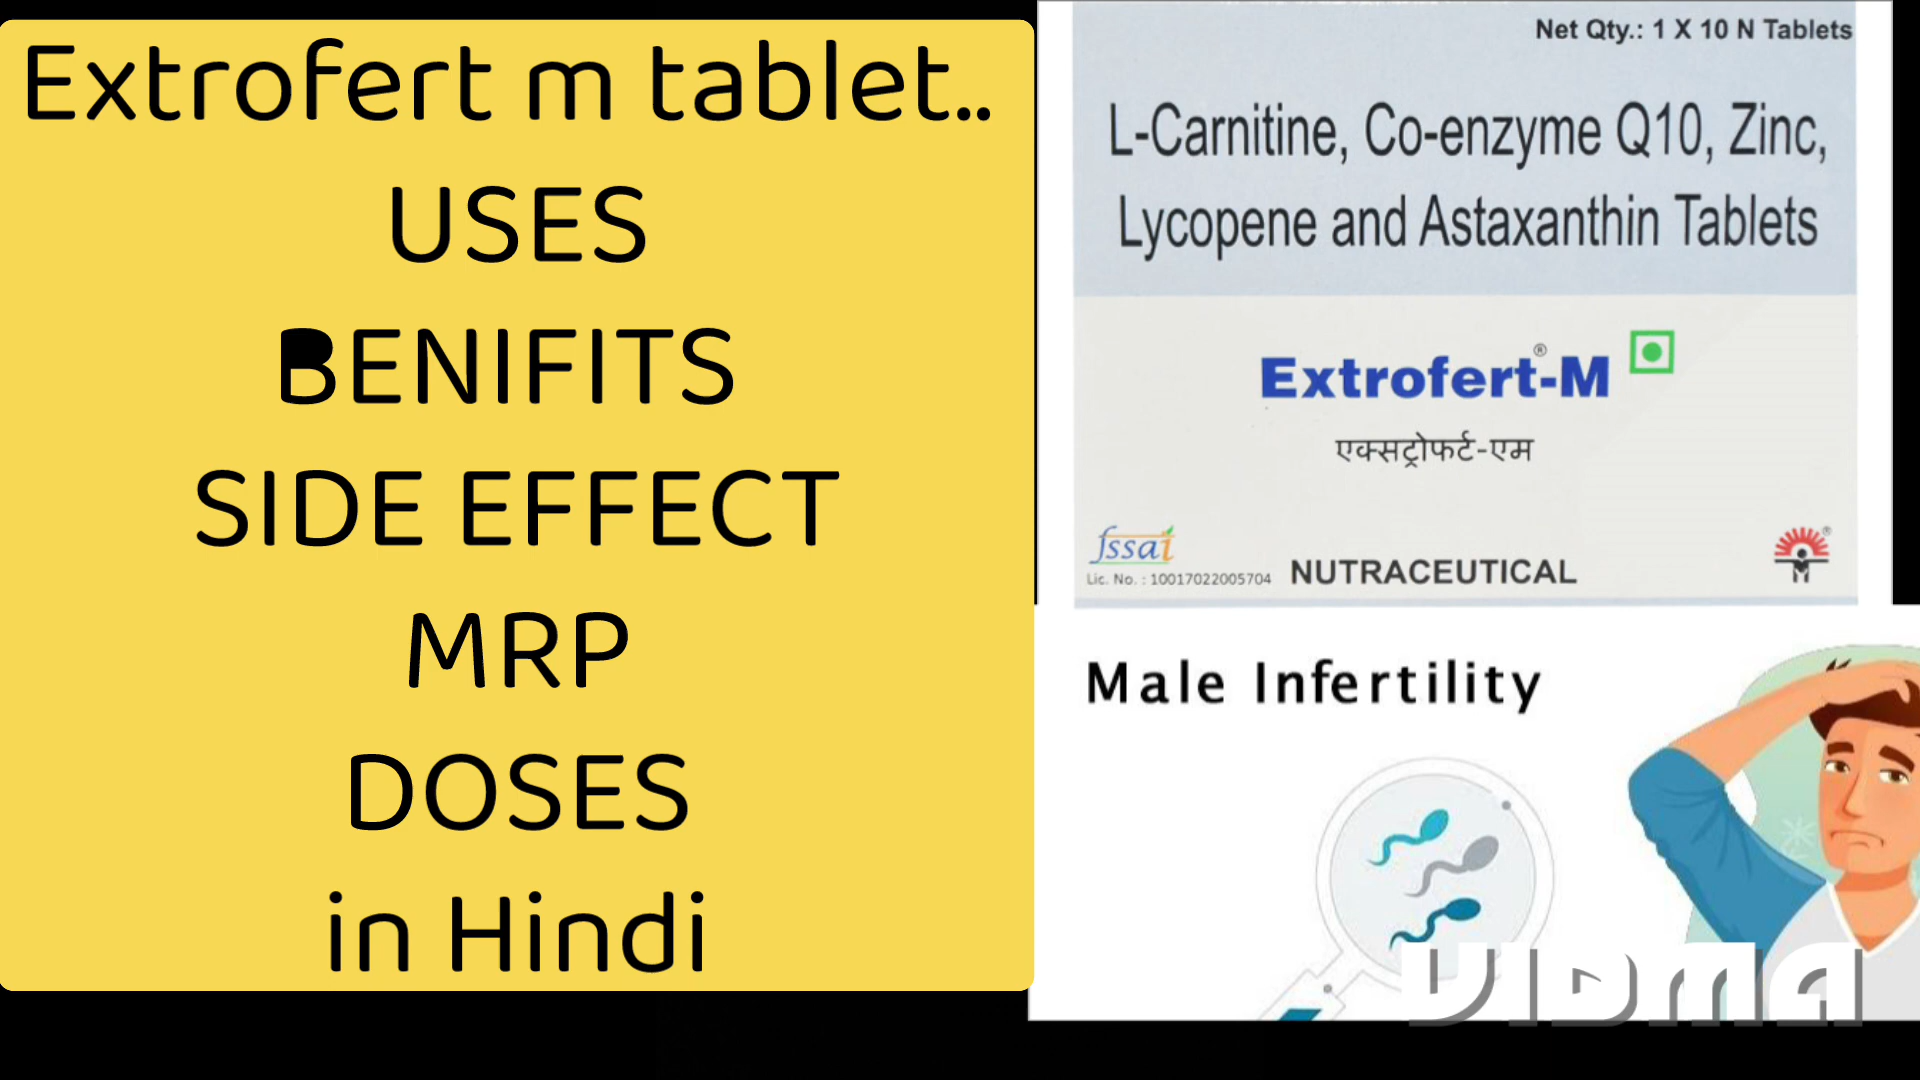 Extrofert m tablet..
USES
BENIFITS
SIDE EFFECT
MRP
DOSES
in Hindi
Net Qty.: 1 X 10 N Tablets
L-Carnitine, Co-enzyme Q10, Zinc,
Lycopene and Astaxanthin Tablets
Extrofert®-M
एक्सट्रोफर्ट-एम
fssai
Lic. No. : 10017022005704
NUTRACEUTICAL
®
Male Infertility
VIDMA